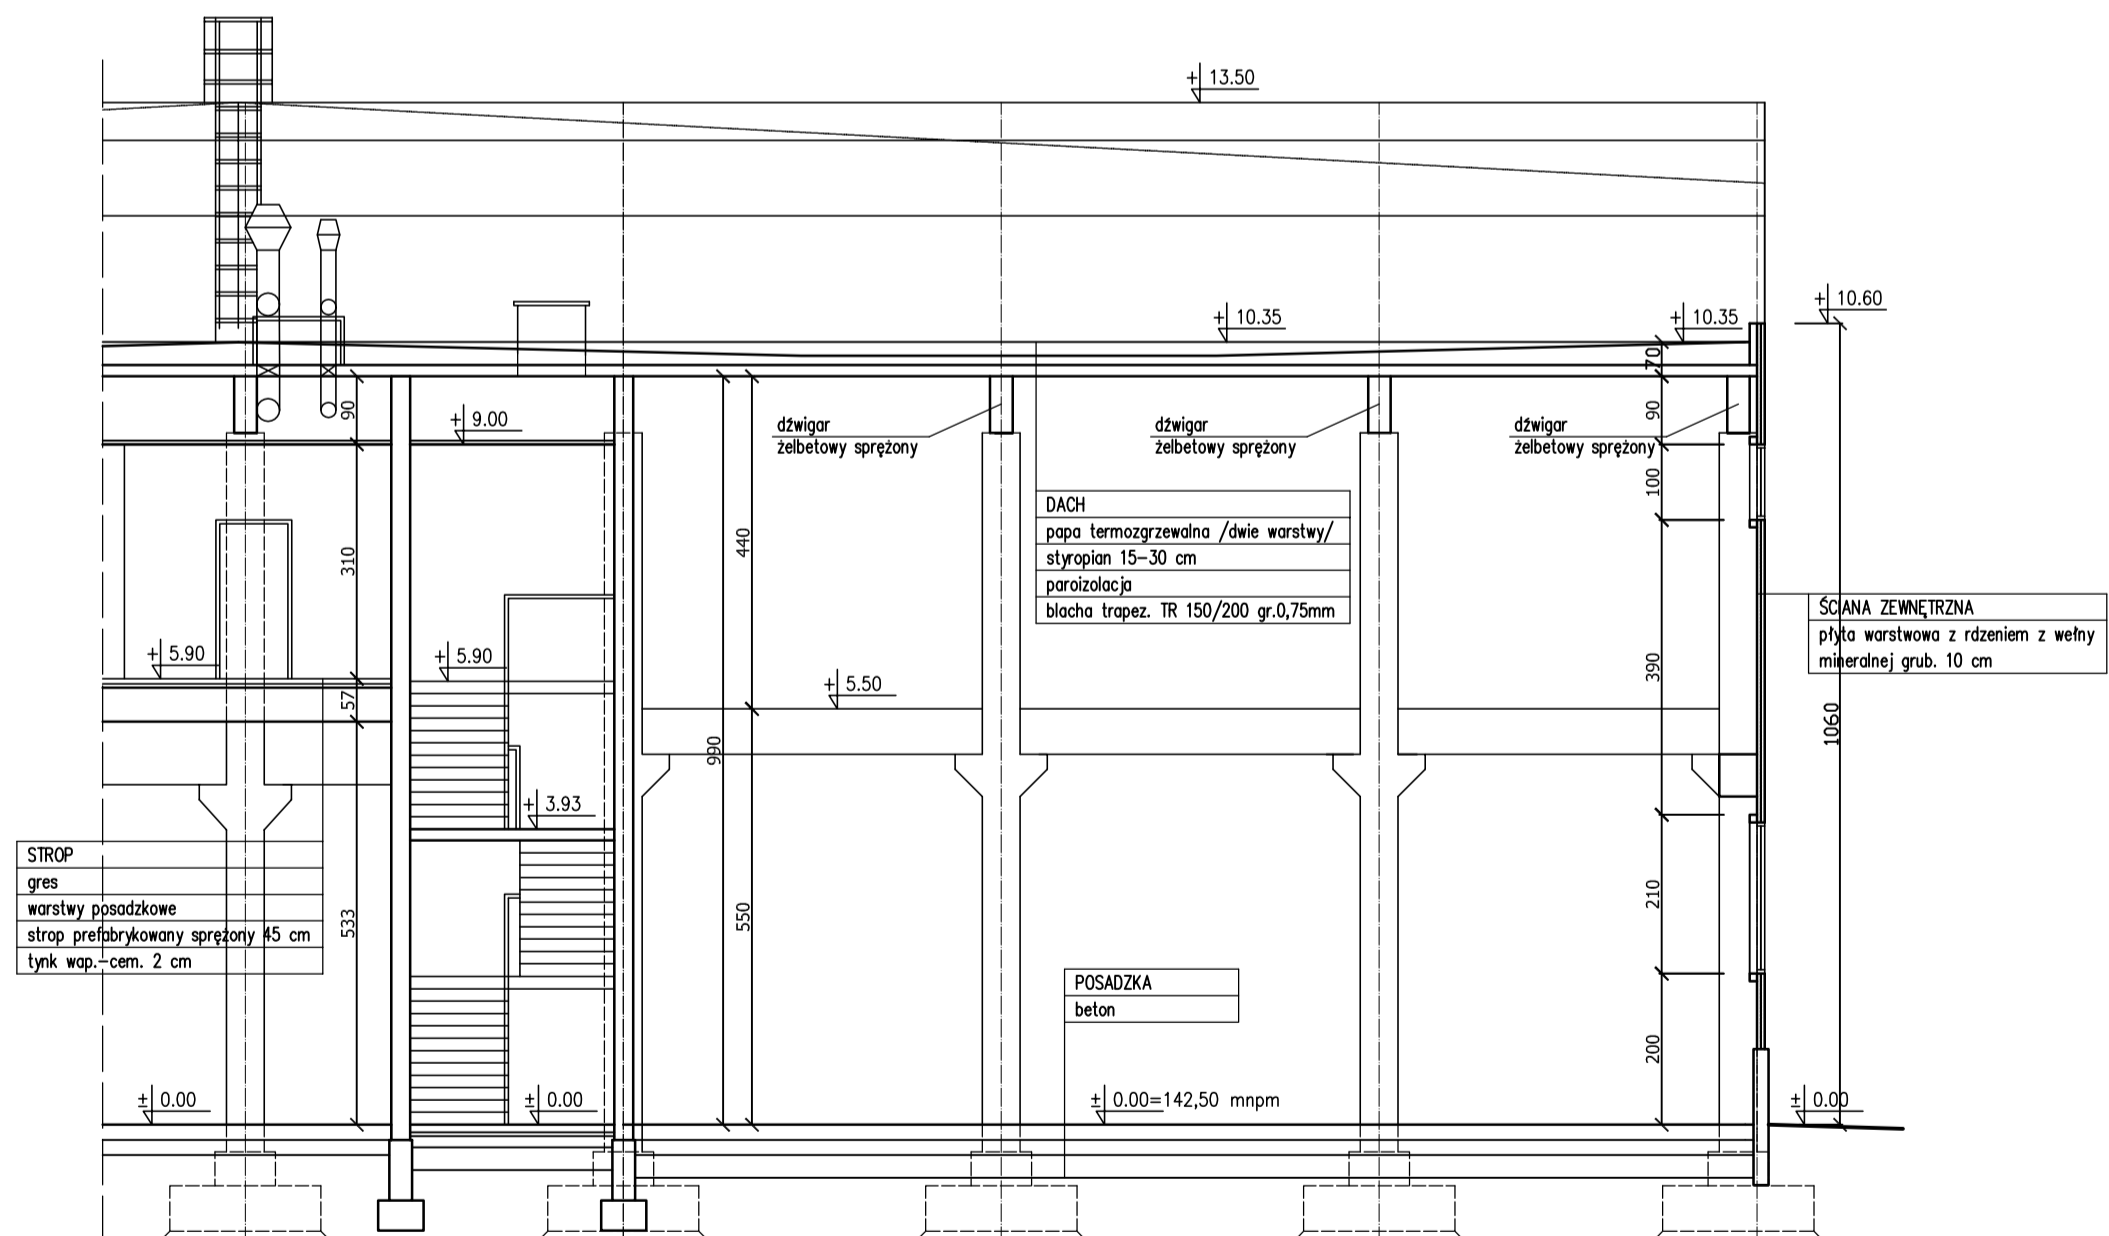 + 13.50
+ 10.60
+ 10.35
+ 10.35
70
90
+ 9.00
dźwigar
żelbetowy sprężony
dźwigar
żelbetowy sprężony
dźwigar
żelbetowy sprężony
90
100
DACH
papa termozgrzewalna /dwie warstwy/
styropian 15-30 cm
paroizolacja
blacha trapez. TR 150/200 gr.0,75mm
310
440
ŚCIANA ZEWNĘTRZNA
płyta warstwowa z rdzeniem z wełny
mineralnej grub. 10 cm
+ 5.90
+ 5.90
+ 5.50
57
390
990
1060
+ 3.93
STROP
gres
warstwy posadzkowe
strop prefabrykowany sprężony 45 cm
tynk wap.-cem. 2 cm
533
550
210
POSADZKA
beton
200
± 0.00
± 0.00
± 0.00=142,50 mnpm
± 0.00